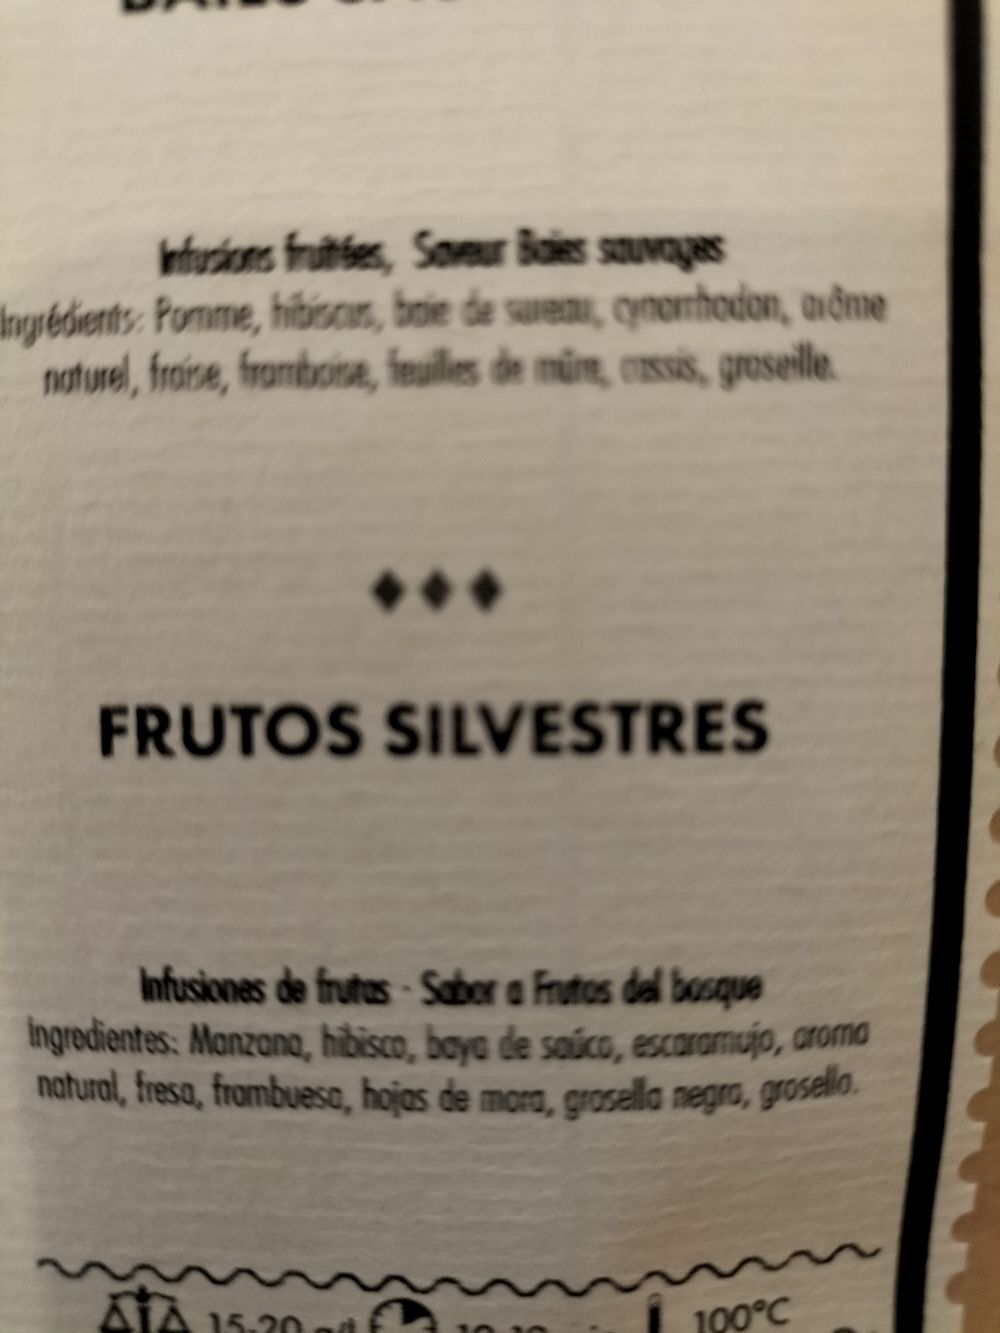 Infusions fruitées, Saveur Baies sauvages
Ingrédients: Pomme, hibiscus, baie de sureau, cynorrhodon, arôme
naturel, fraise, framboise, feuilles de mûre, cassis, groseille.
FRUTOS SILVESTRES
Infusiones de frutas · Sabor a Frutos del bosque
Ingredientes: Manzana, hibisco, baya de saúco, escaramujo, aroma
natural, fresa, frambuesa, hojas de mora, grosella negra, grosella.
15-20 100°C